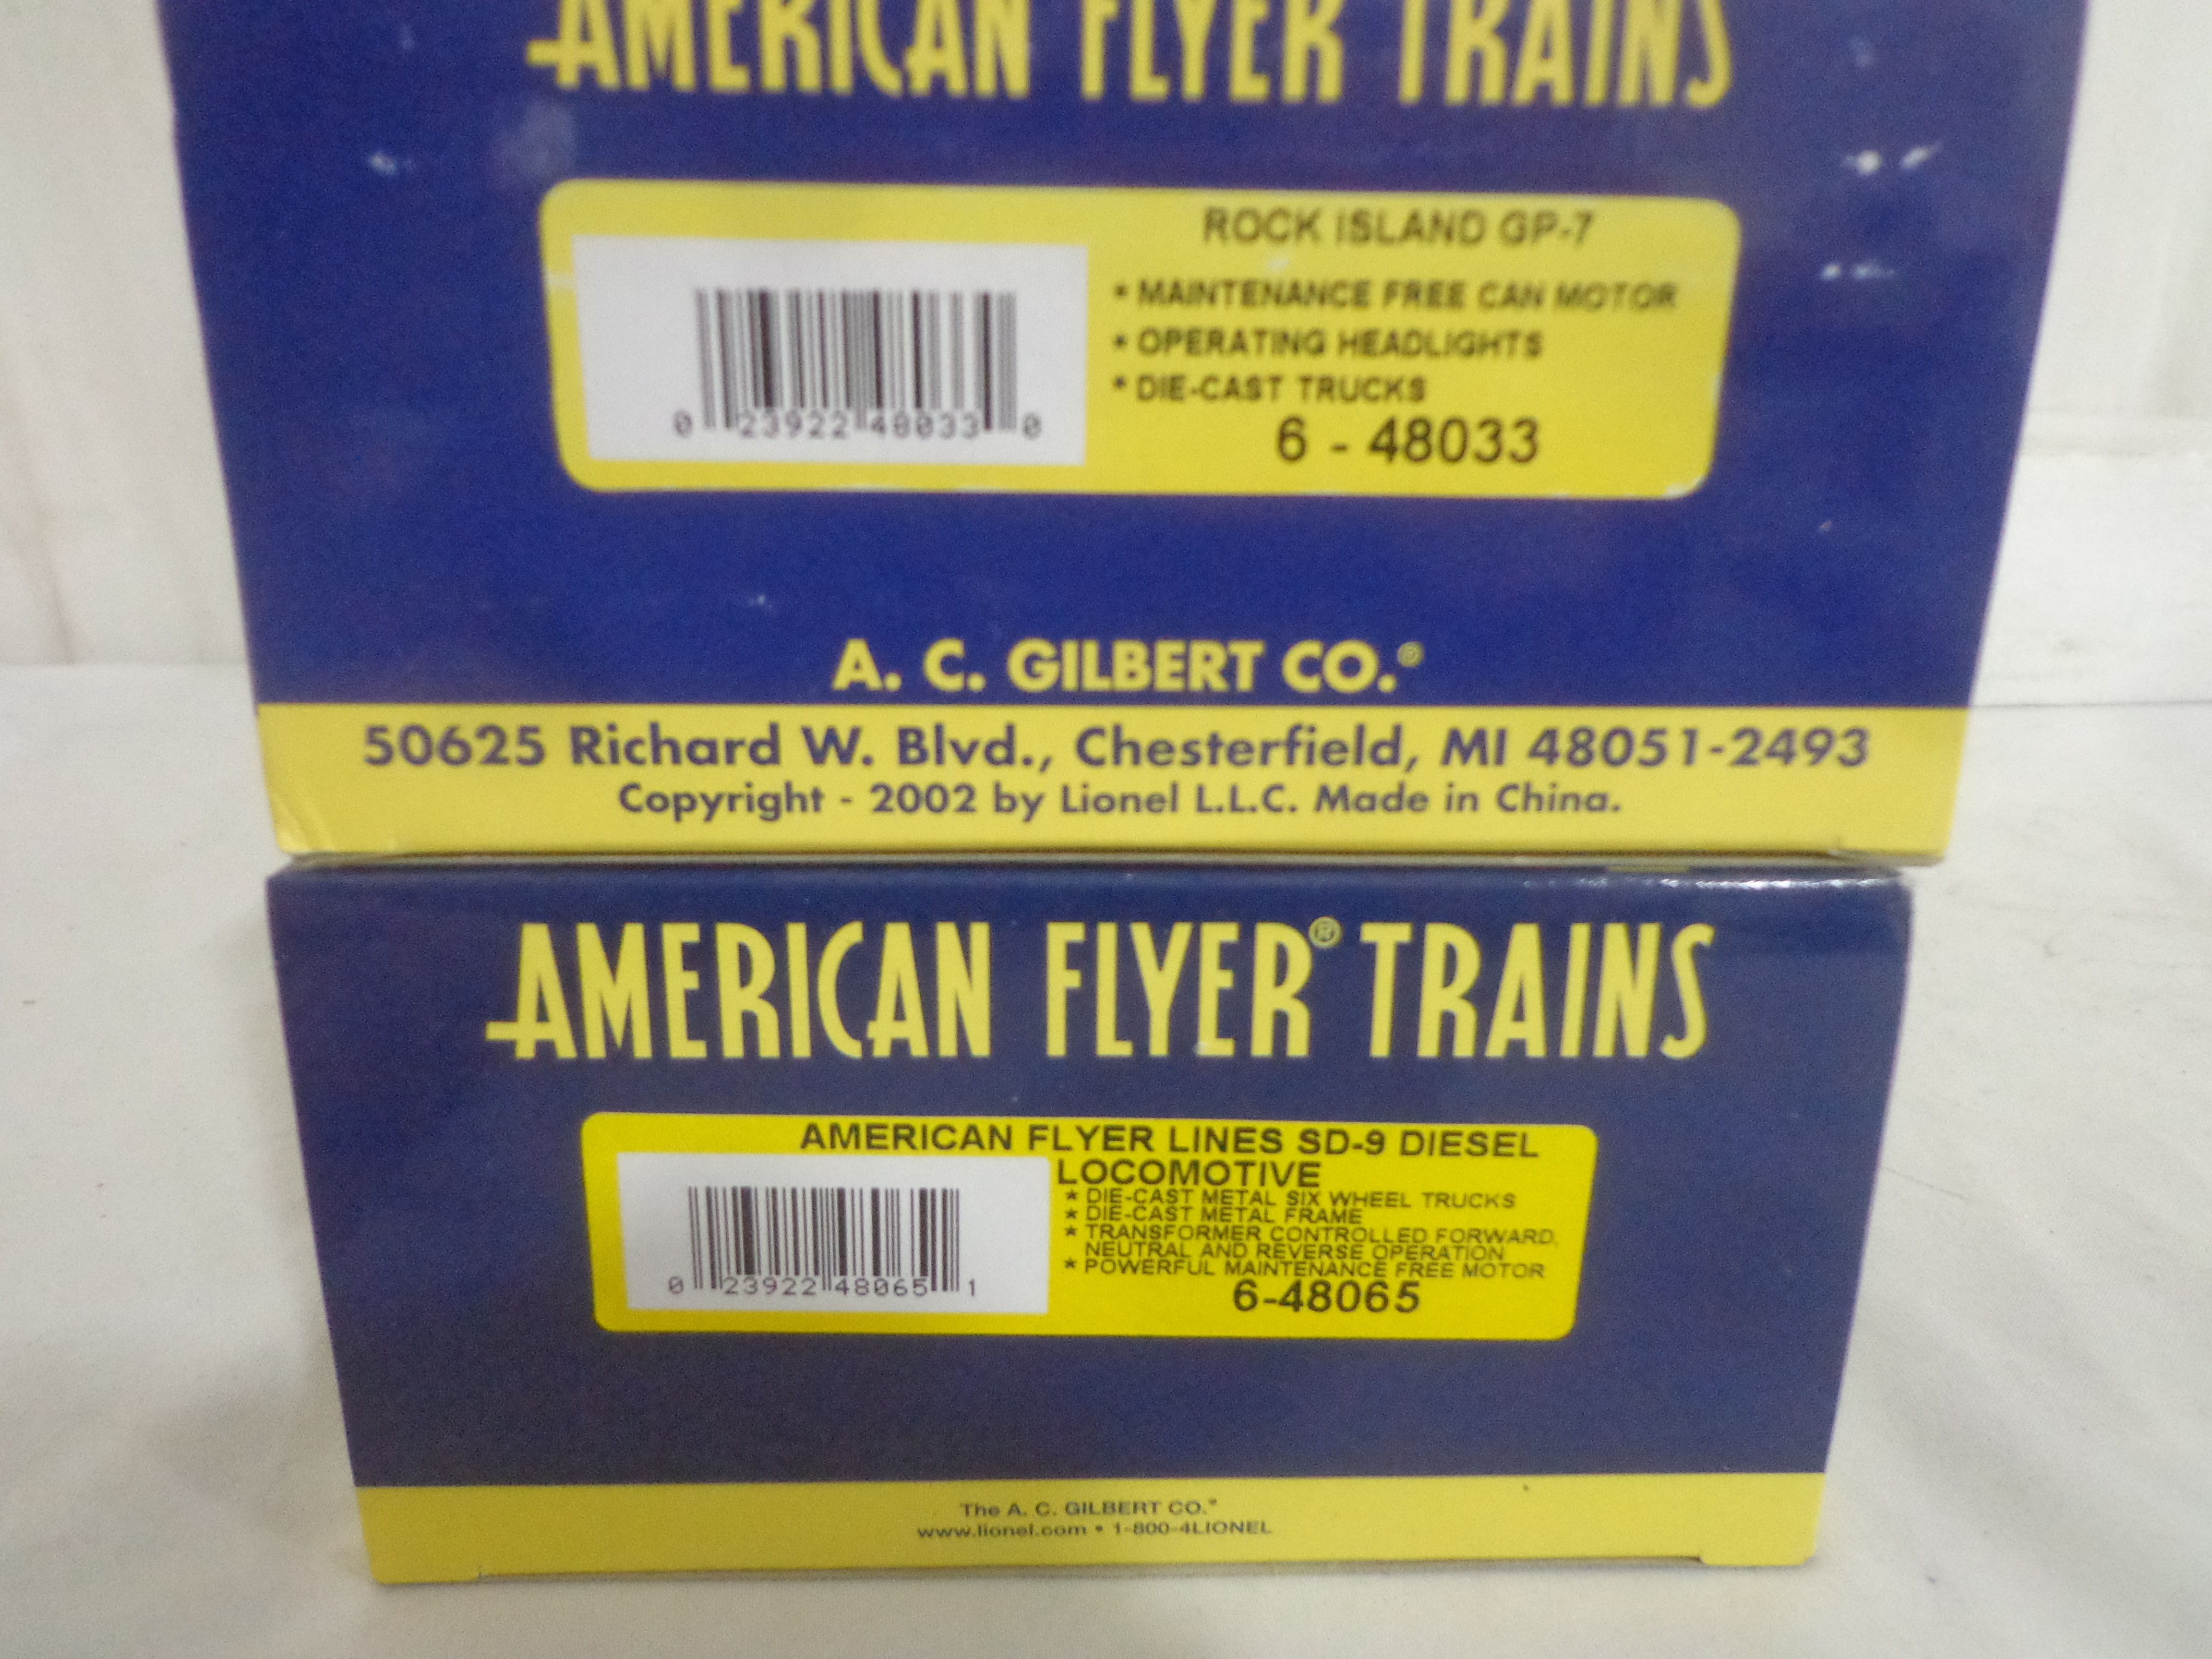 AMERICAN FLYER TRAINS
ROCK ISLAND GP-7
* MAINTENANCE FREE CAN MOTOR
* OPERATING HEADLIGHTS
* DIE-CAST TRUCKS
0 23922 48033 0
6 - 48033
A. C. GILBERT CO.®
50625 Richard W. Blvd., Chesterfield, MI 48051-2493
Copyright - 2002 by Lionel L.L.C. Made in China.
AMERICAN FLYER® TRAINS
AMERICAN FLYER LINES SD-9 DIESEL
LOCOMOTIVE
* DIE-CAST METAL SIX WHEEL TRUCKS
* DIE-CAST METAL FRAME
* TRANSFORMER CONTROLLED FORWARD,
NEUTRAL AND REVERSE OPERATION
* POWERFUL MAINTENANCE FREE MOTOR
0 23922 48065 1
6-48065
The A. C. GILBERT CO.®
www.lionel.com • 1-800-4LIONEL